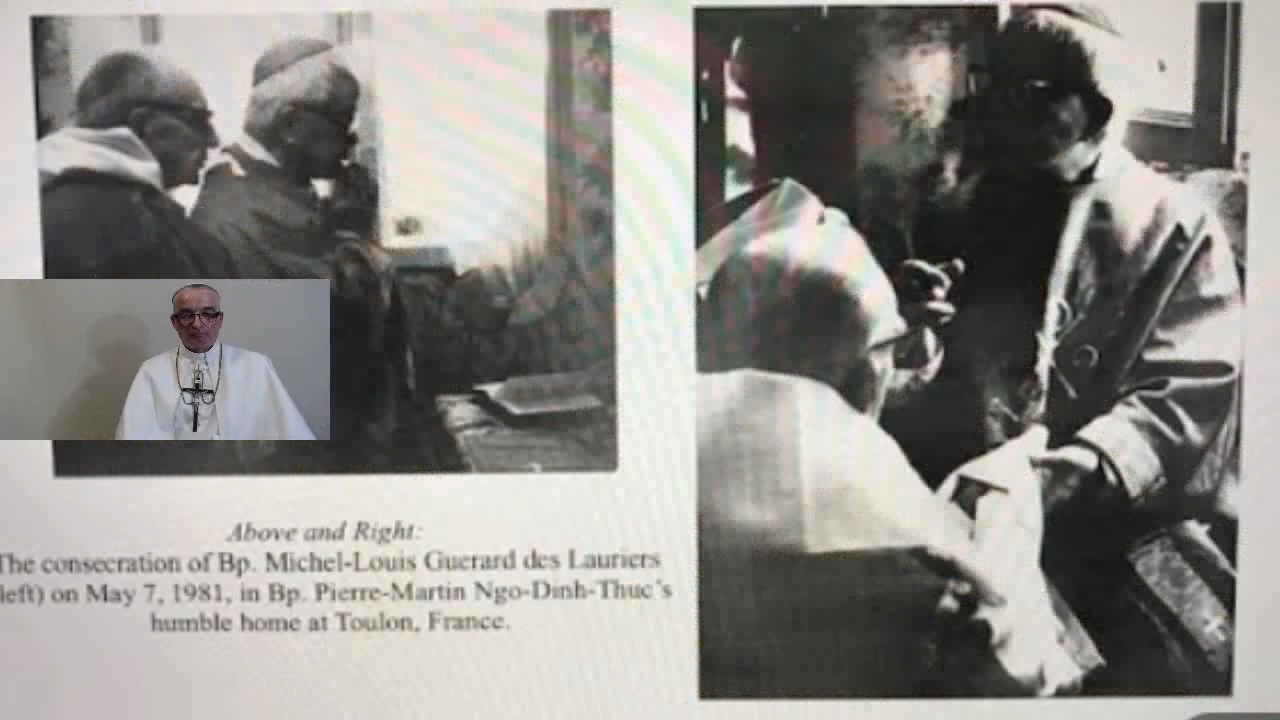 Above and Right:
The consecration of Bp. Michel-Louis Guerard des Lauriers
left) on May 7, 1981, in Bp. Pierre-Martin Ngo-Dinh-Thuc's
humble home at Toulon, France.